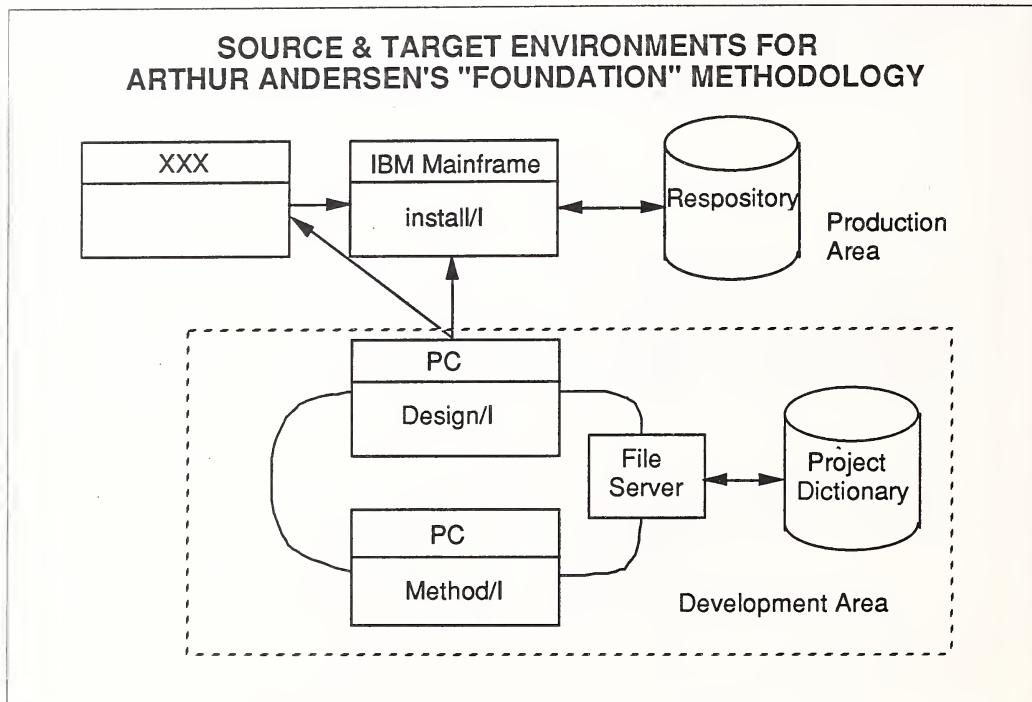 SOURCE & TARGET ENVIRONMENTS FOR
ARTHUR ANDERSEN'S "FOUNDATION" METHODOLOGY
XXX
IBM Mainframe
install/I
Respository
Production
Area
PC
Design/I
File
Server
Project
Dictionary
PC
Method/I
Development Area